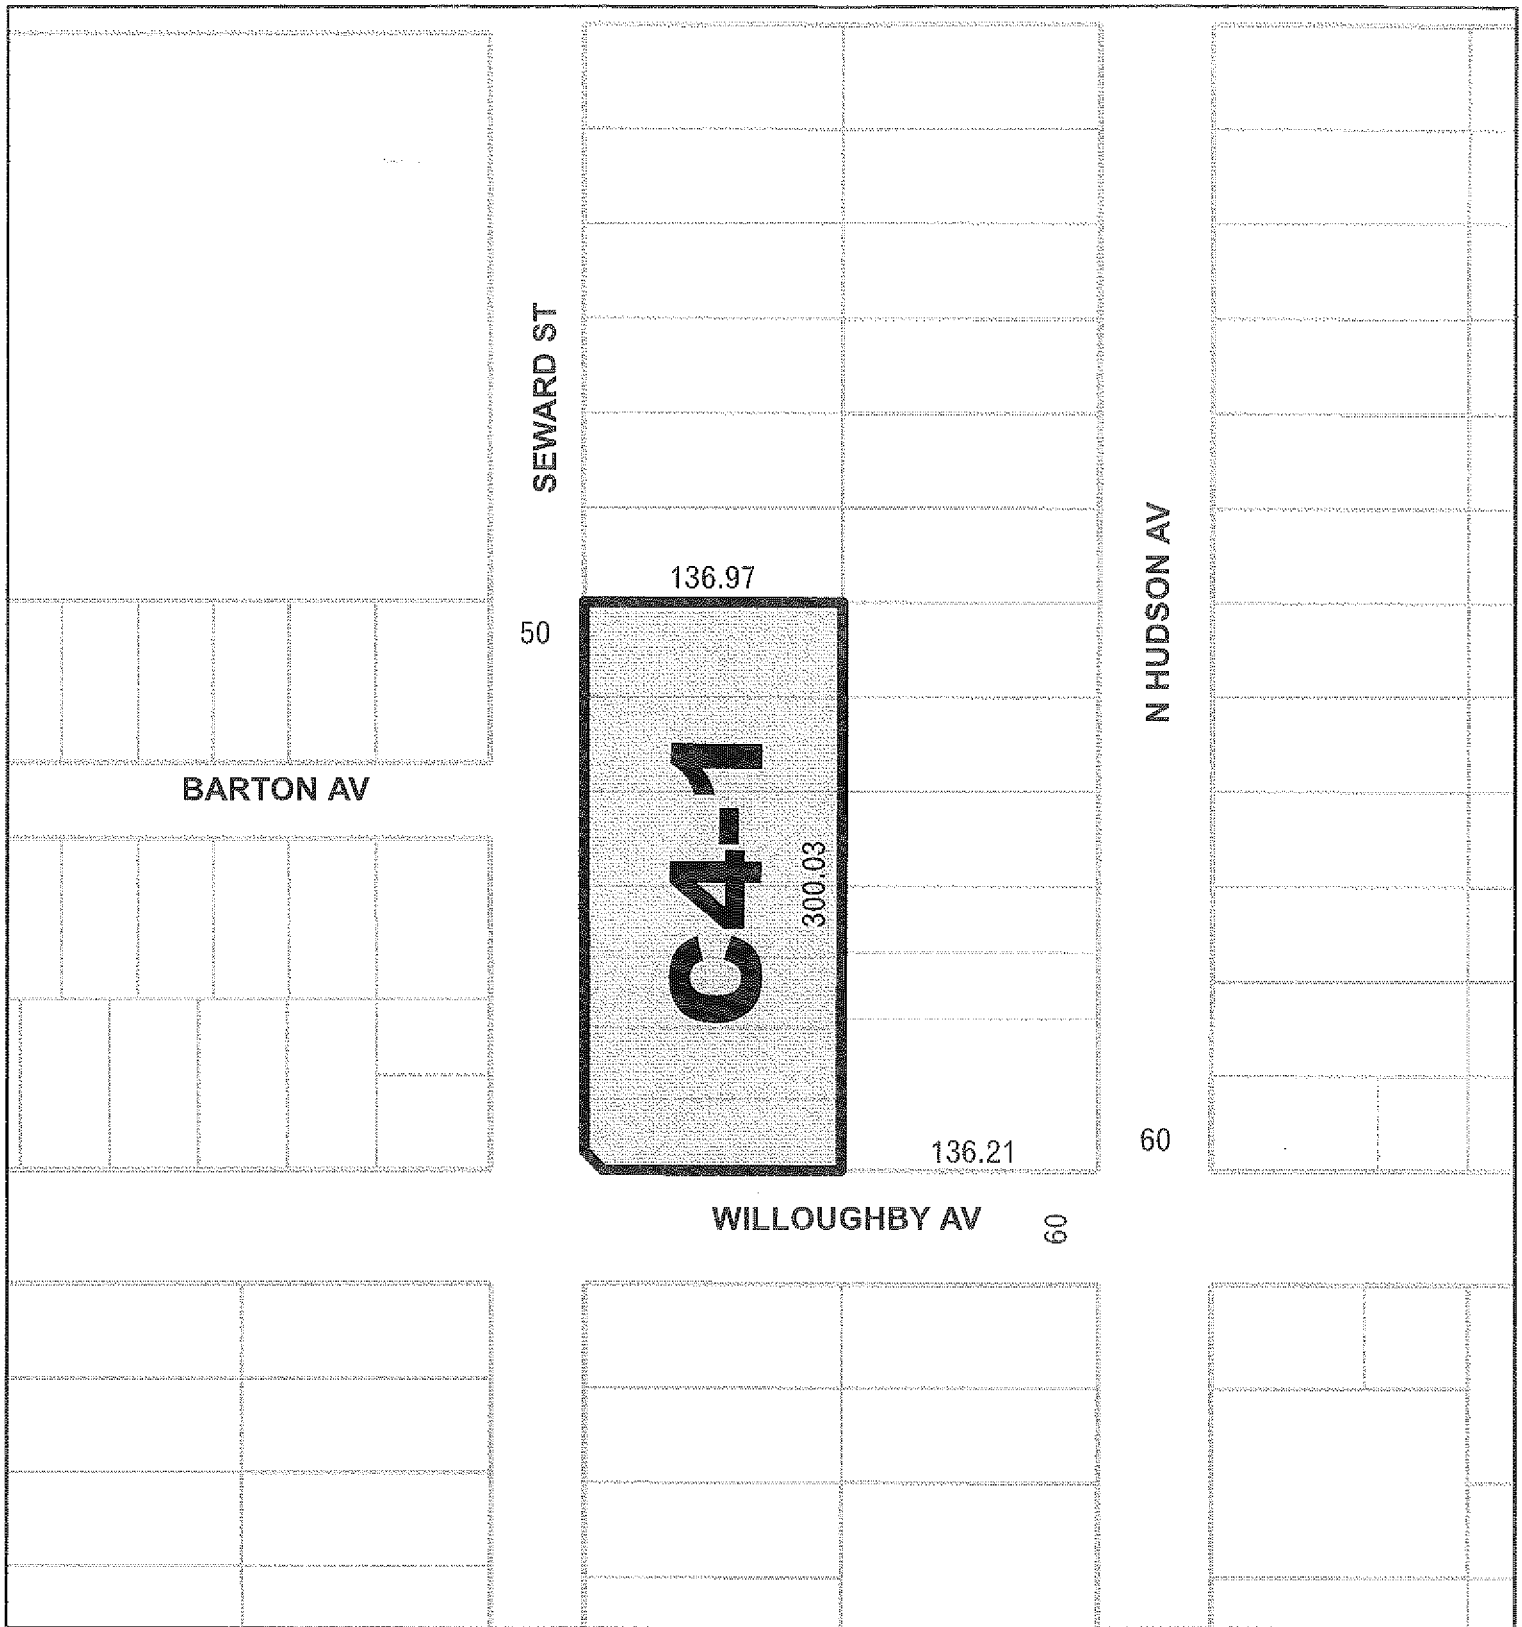 SEWARD ST
N HUDSON AV
136.97
50
BARTON AV
C4-1
300.03
60
136.21
WILLOUGHBY AV
60